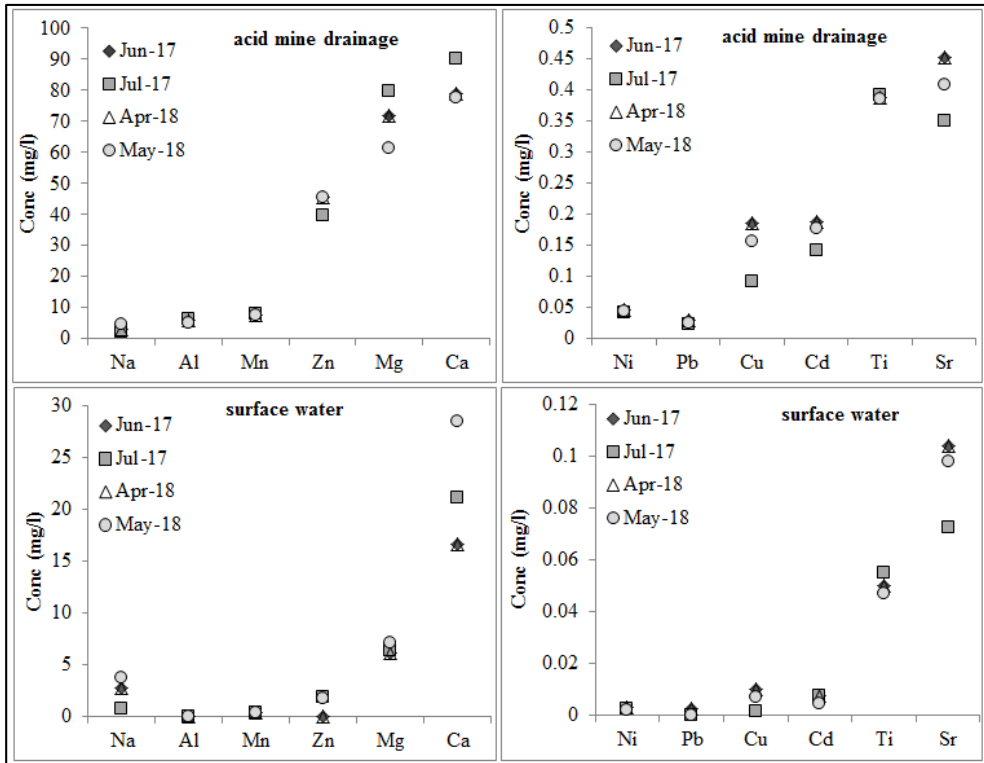 acid mine drainage
Conc (mg/l)
100
90
80
70
60
50
40
30
20
10
0
Jun-17
Jul-17
Apr-18
May-18
Na Al Mn Zn Mg Ca
acid mine drainage
Conc (mg/l)
0.5
0.45
0.4
0.35
0.3
0.25
0.2
0.15
0.1
0.05
0
Jun-17
Jul-17
Apr-18
May-18
Ni Pb Cu Cd Ti Sr
surface water
Conc (mg/l)
30
25
20
15
10
5
0
Jun-17
Jul-17
Apr-18
May-18
Na Al Mn Zn Mg Ca
surface water
Conc (mg/l)
0.12
0.1
0.08
0.06
0.04
0.02
0
Jun-17
Jul-17
Apr-18
May-18
Ni Pb Cu Cd Ti Sr